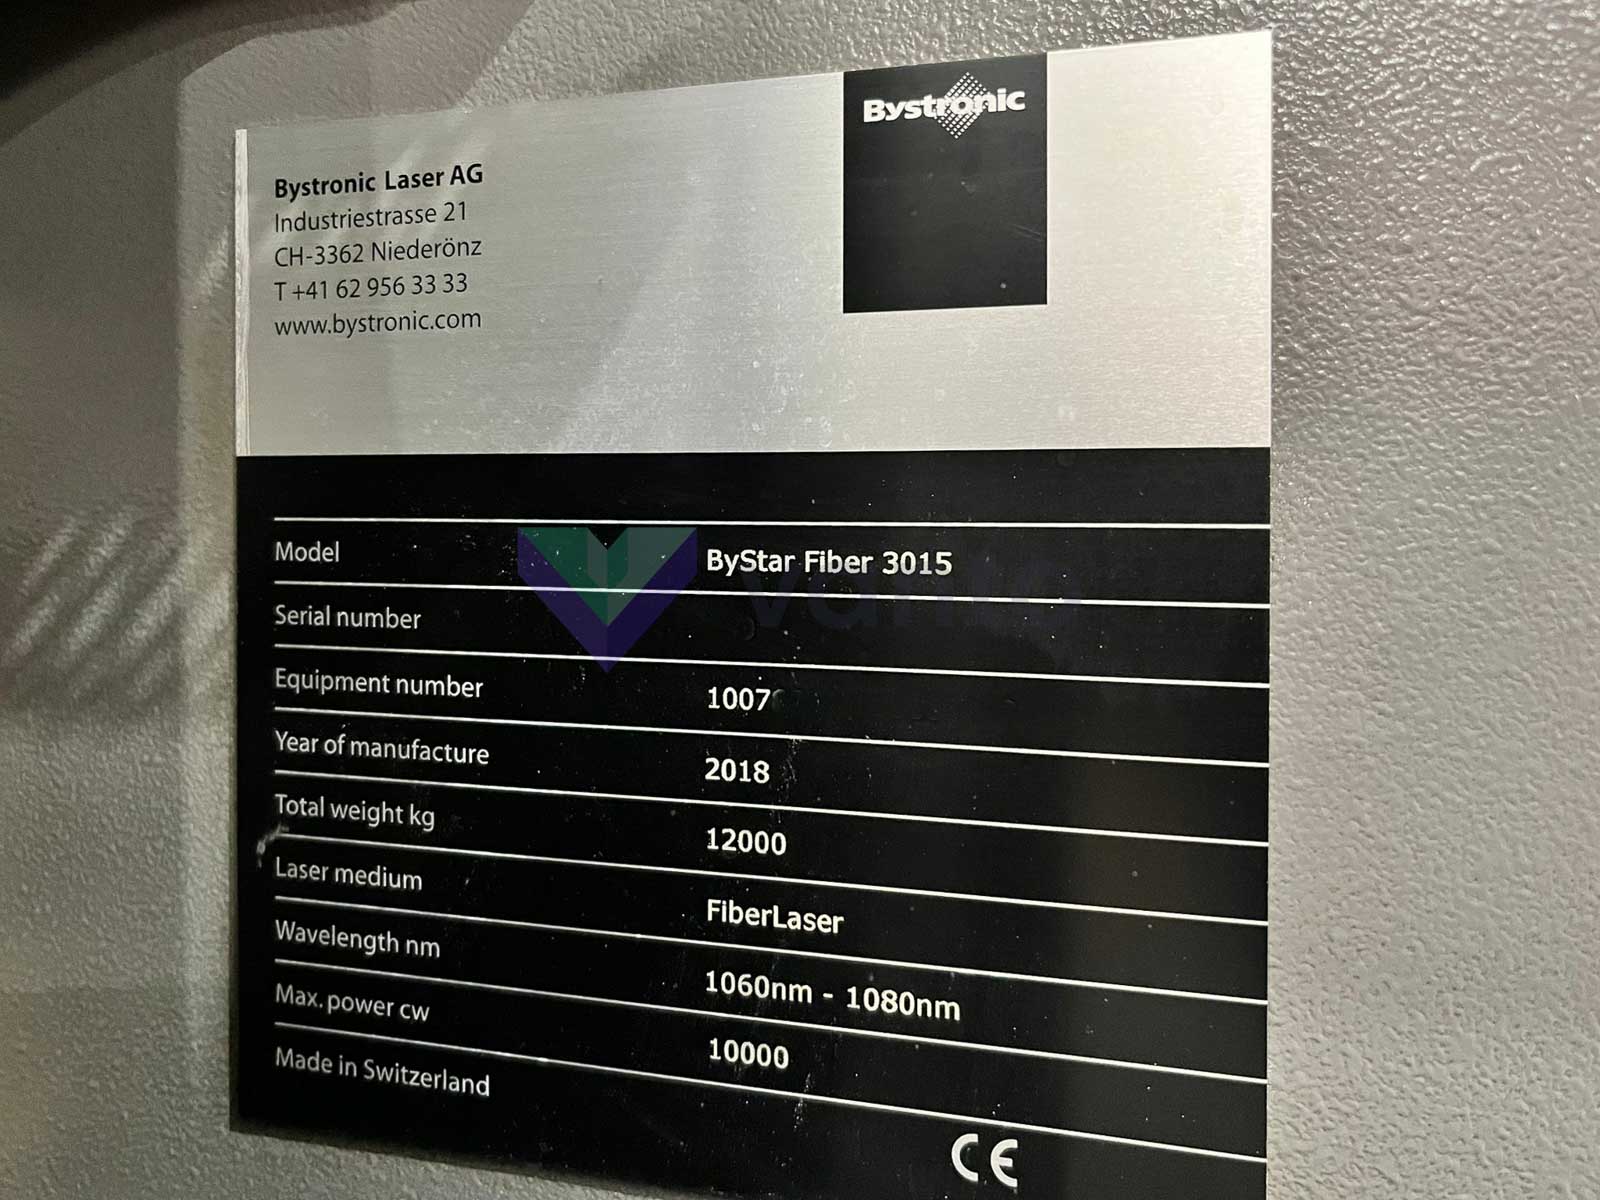 Bystronic
Bystronic Laser AG
Industriestrasse 21
CH-3362 Niederönz
T +41 62 956 33 33
www.bystronic.com
Model ByStar Fiber 3015
Serial number
Equipment number 1007
Year of manufacture 2018
Total weight kg 12000
Laser medium FiberLaser
Wavelength nm 1060nm - 1080nm
Max. power cw 10000
Made in Switzerland
CE